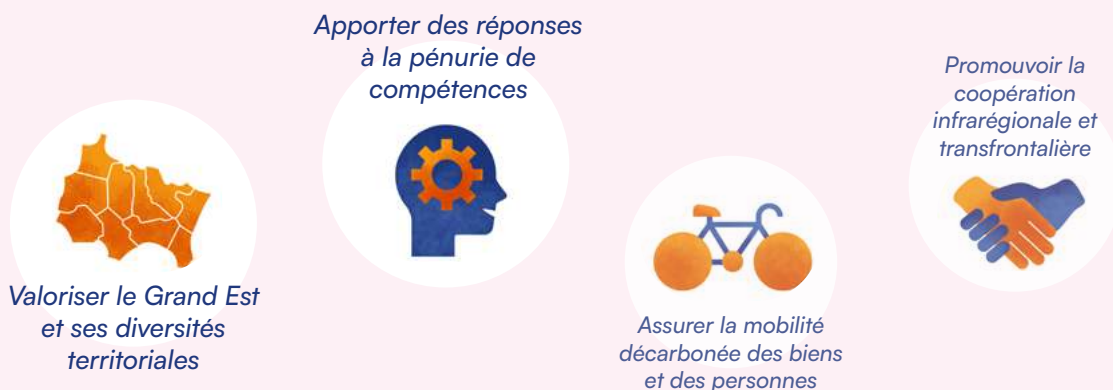 Apporter des réponses
à la pénurie de
compétences
Valoriser le Grand Est
et ses diversités
territoriales
Assurer la mobilité
décarbonée des biens
et des personnes
Promouvoir la
coopération
infrarégionale et
transfrontalière